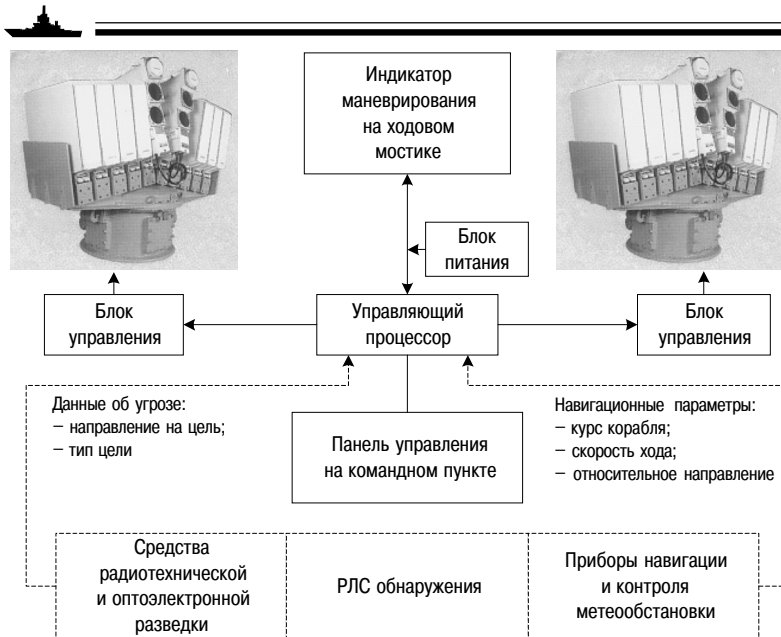 Индикатор
маневрирования
на ходовом
мостике
Блок
питания
Блок
управления
Управляющий
процессор
Блок
управления
Данные об угрозе:
– направление на цель;
– тип цели
Панель управления
на командном пункте
Навигационные параметры:
– курс корабля;
– скорость хода;
– относительное направление
Средства
радиотехнической
и оптоэлектронной
разведки
РЛС обнаружения
Приборы навигации
и контроля
метеообстановки